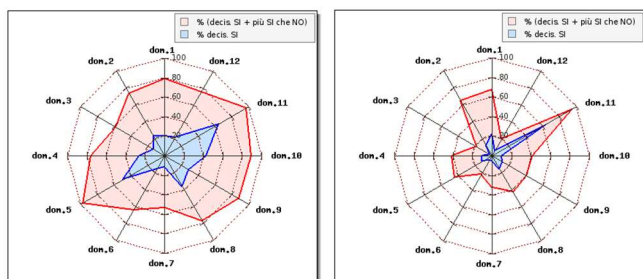 % (decis. SI + più SI che NO)
% decis. SI
dom.1
dom.2
dom.12
dom.3
dom.11
dom.4
dom.10
dom.5
dom.9
dom.6
dom.8
dom.7
100
80
60
40
20
% (decis. SI + più SI che NO)
% decis. SI
dom.1
dom.2
dom.12
dom.3
dom.11
dom.4
dom.10
dom.5
dom.9
dom.6
dom.8
dom.7
100
80
60
40
20